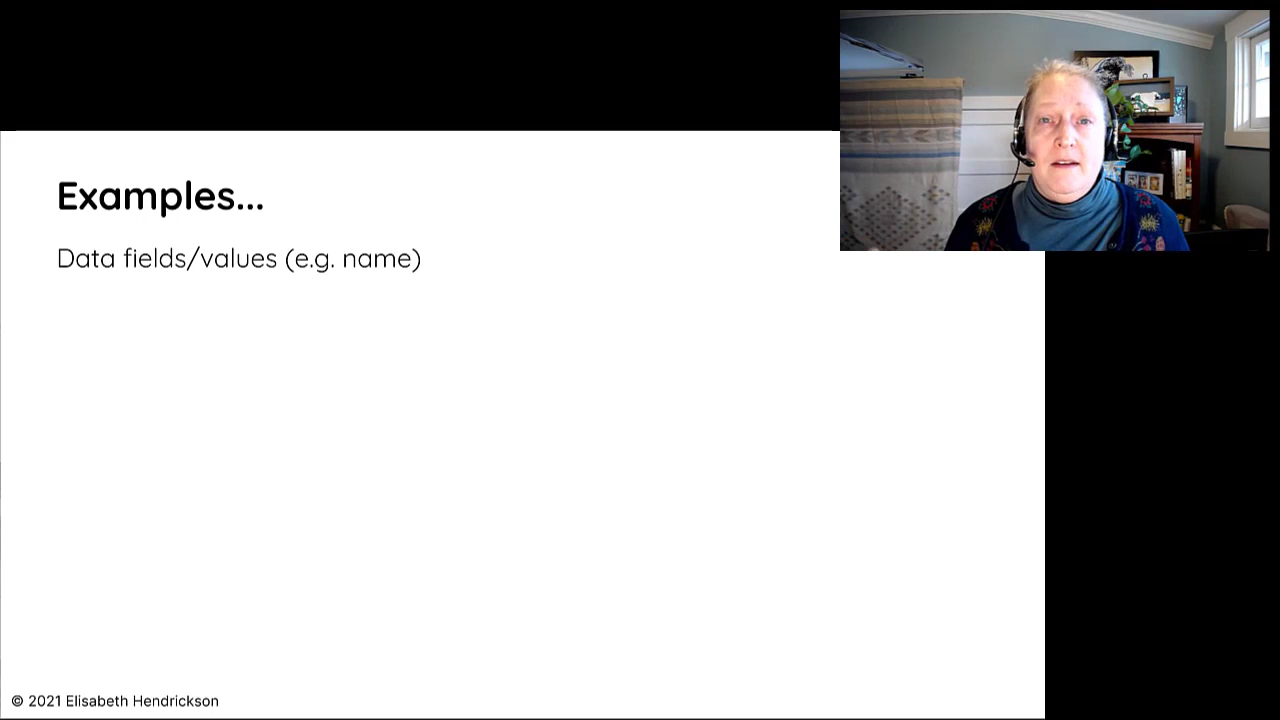 Examples...
Data fields/values (e.g. name)
© 2021 Elisabeth Hendrickson